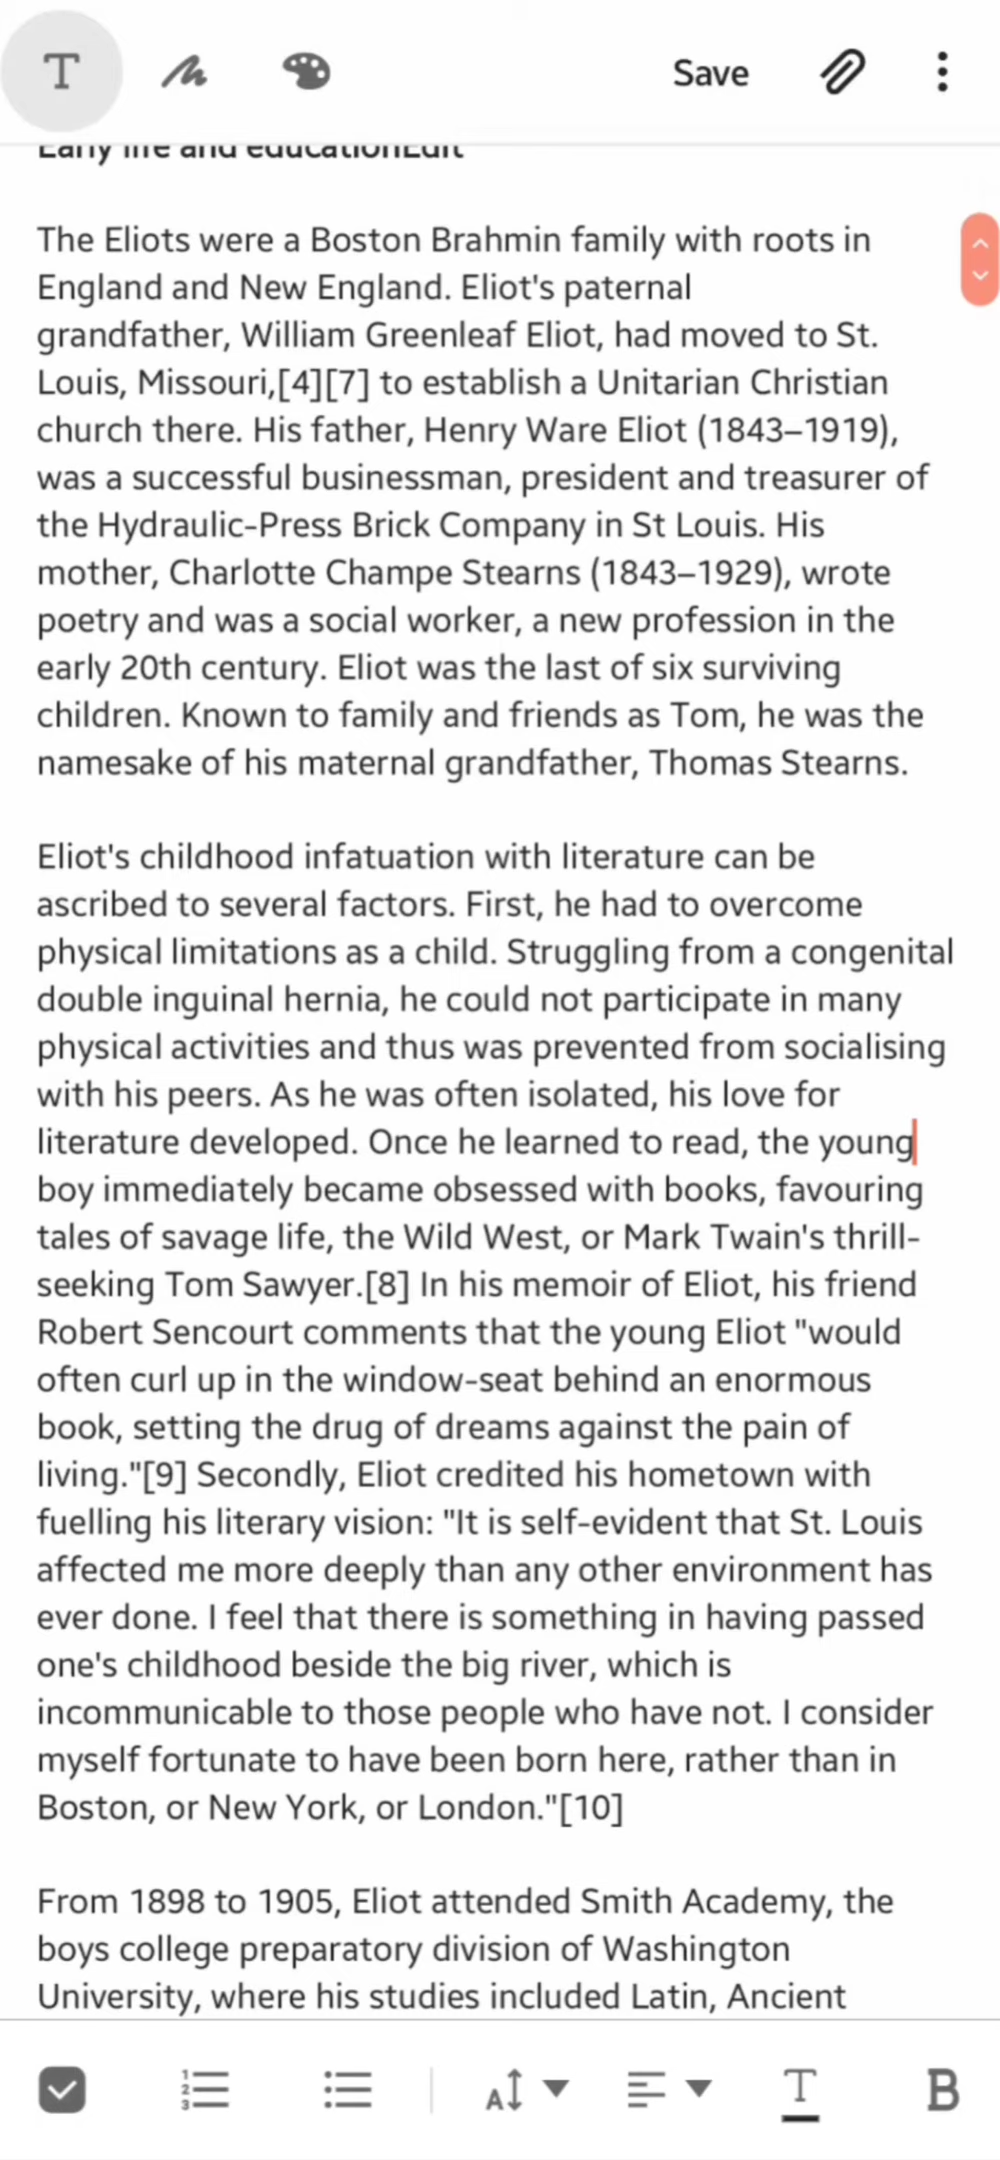 T
Save
Early life and educationEdit
The Eliots were a Boston Brahmin family with roots in
England and New England. Eliot's paternal
grandfather, William Greenleaf Eliot, had moved to St.
Louis, Missouri,[4][7] to establish a Unitarian Christian
church there. His father, Henry Ware Eliot (1843–1919),
was a successful businessman, president and treasurer of
the Hydraulic-Press Brick Company in St Louis. His
mother, Charlotte Champe Stearns (1843–1929), wrote
poetry and was a social worker, a new profession in the
early 20th century. Eliot was the last of six surviving
children. Known to family and friends as Tom, he was the
namesake of his maternal grandfather, Thomas Stearns.
Eliot's childhood infatuation with literature can be
ascribed to several factors. First, he had to overcome
physical limitations as a child. Struggling from a congenital
double inguinal hernia, he could not participate in many
physical activities and thus was prevented from socialising
with his peers. As he was often isolated, his love for
literature developed. Once he learned to read, the young
boy immediately became obsessed with books, favouring
tales of savage life, the Wild West, or Mark Twain's thrill-
seeking Tom Sawyer.[8] In his memoir of Eliot, his friend
Robert Sencourt comments that the young Eliot "would
often curl up in the window-seat behind an enormous
book, setting the drug of dreams against the pain of
living."[9] Secondly, Eliot credited his hometown with
fuelling his literary vision: "It is self-evident that St. Louis
affected me more deeply than any other environment has
ever done. I feel that there is something in having passed
one's childhood beside the big river, which is
incommunicable to those people who have not. I consider
myself fortunate to have been born here, rather than in
Boston, or New York, or London."[10]
From 1898 to 1905, Eliot attended Smith Academy, the
boys college preparatory division of Washington
University, where his studies included Latin, Ancient
1
2
3
A
T
B